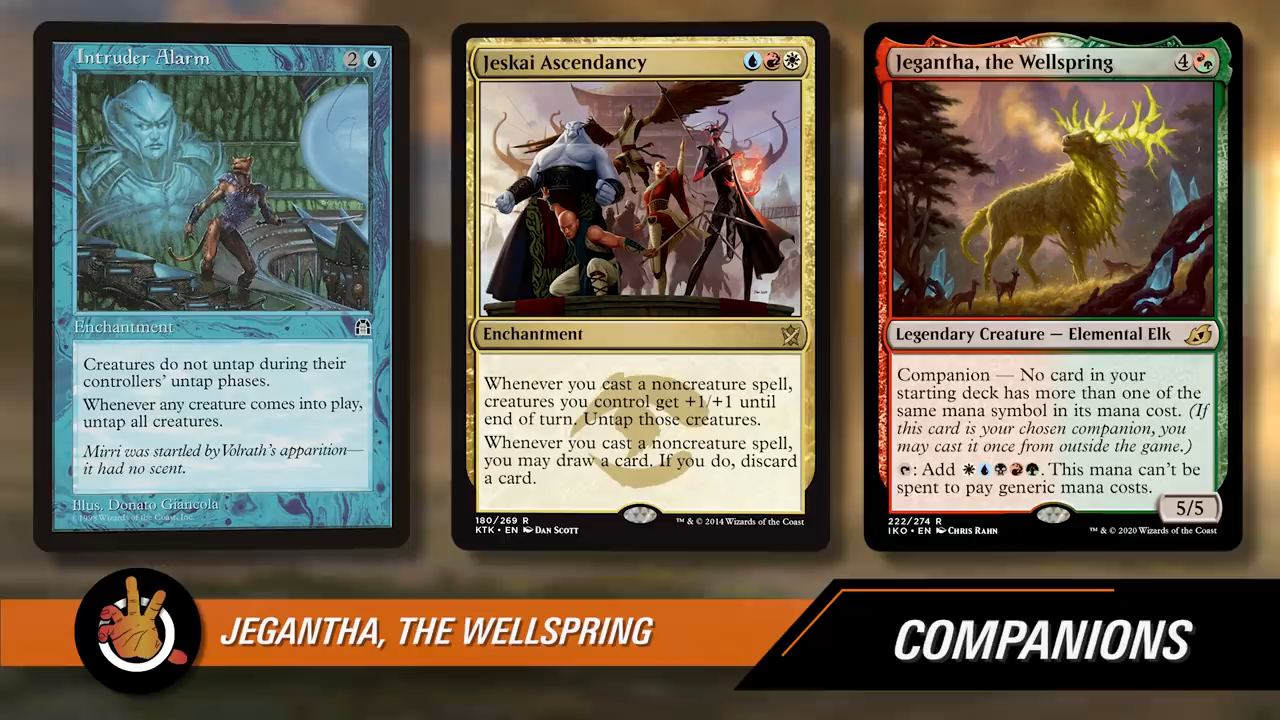 Intruder Alarm
2
Enchantment
Creatures do not untap during their
controllers' untap phases.
Whenever any creature comes into play,
untap all creatures.
Mirri was startled by Volrath's apparition—
it had no scent.
Illus. Donato Giancola
© 1998 Wizards of the Coast, Inc.
Jeskai Ascendancy
Enchantment
Whenever you cast a noncreature spell,
creatures you control get +1/+1 until
end of turn. Untap those creatures.
Whenever you cast a noncreature spell,
you may draw a card. If you do, discard
a card.
180/269 R
KTK • EN DAN SCOTT
™ & © 2014 Wizards of the Coast
Jegantha, the Wellspring
4
Legendary Creature — Elemental Elk
Companion — No card in your
starting deck has more than one of the
same mana symbol in its mana cost. (If
this card is your chosen companion, you
may cast it once from outside the game.)
: Add . This mana can't be
spent to pay generic mana costs.
5/5
222/274 R
IKO • EN CHRIS RAHN
™ & © 2020 Wizards of the Coast
JEGANTHA, THE WELLSPRING
COMPANIONS